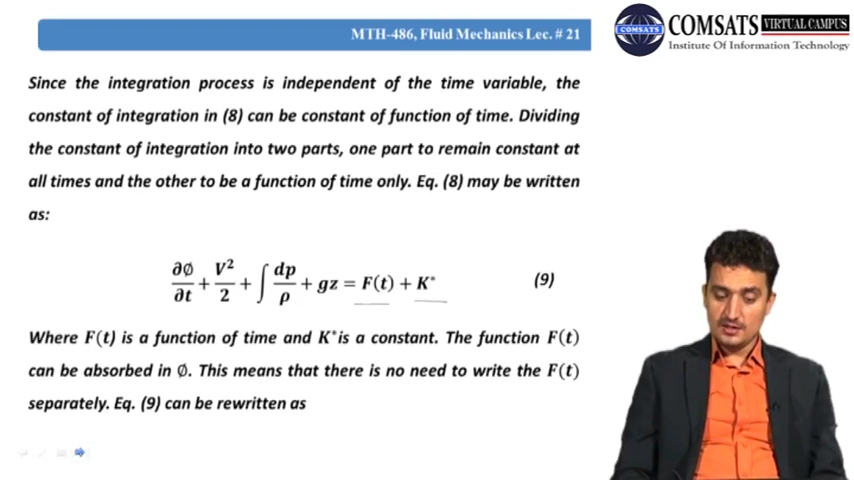 MTH-486, Fluid Mechanics Lec. # 21
COMSATS VIRTUAL CAMPUS
COMSATS
Institute Of Information Technology
Since the integration process is independent of the time variable, the
constant of integration in (8) can be constant of function of time. Dividing
the constant of integration into two parts, one part to remain constant at
all times and the other to be a function of time only. Eq. (8) may be written
as:
∂∅/∂t + V²/2 + ∫ dp/ρ + gz = F(t) + K* (9)
Where F(t) is a function of time and K* is a constant. The function F(t)
can be absorbed in ∅. This means that there is no need to write the F(t)
separately. Eq. (9) can be rewritten as